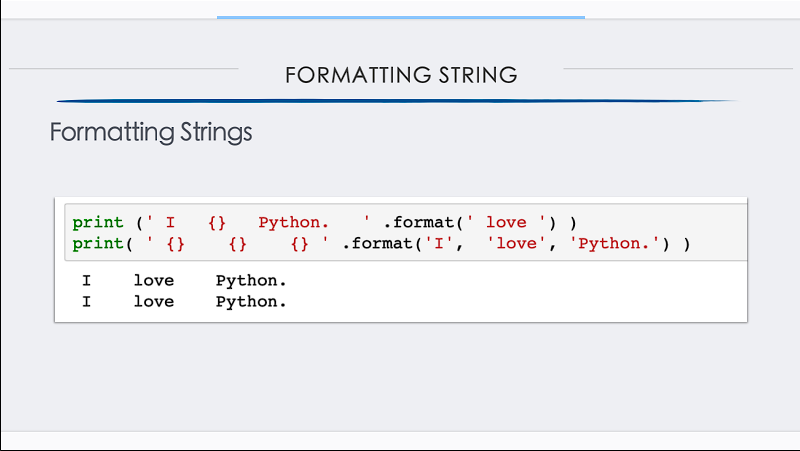 FORMATTING STRING
Formatting Strings
print (' I   {}   Python.   ' .format(' love ') )
print( ' {}    {}    {} ' .format('I',  'love', 'Python.') )
I    love    Python.
I    love    Python.